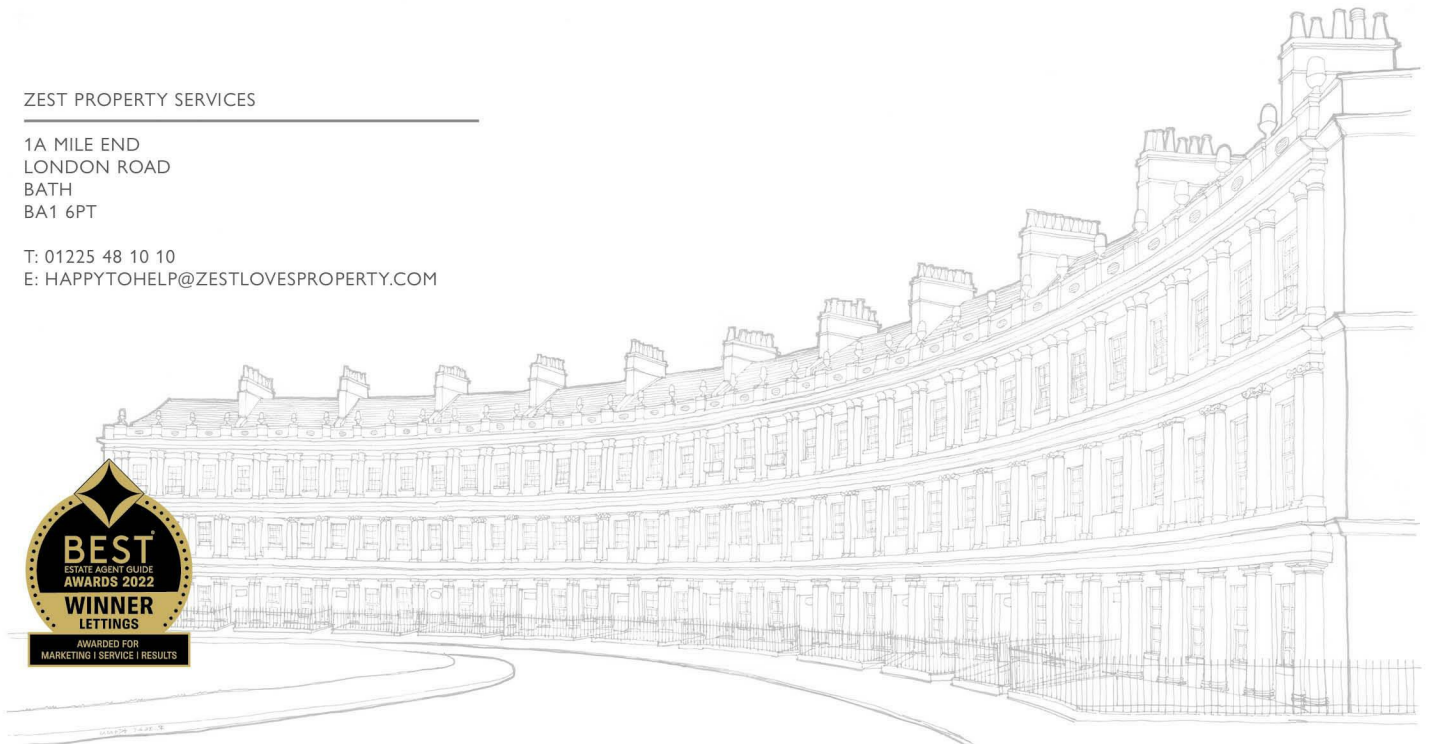 ZEST PROPERTY SERVICES
1A MILE END
LONDON ROAD
BATH
BA1 6PT
T: 01225 48 10 10
E: HAPPYTOHELP@ZESTLOVESPROPERTY.COM
BEST
ESTATE AGENT GUIDE
AWARDS 2022
WINNER
LETTINGS
AWARDED FOR
MARKETING | SERVICE | RESULTS